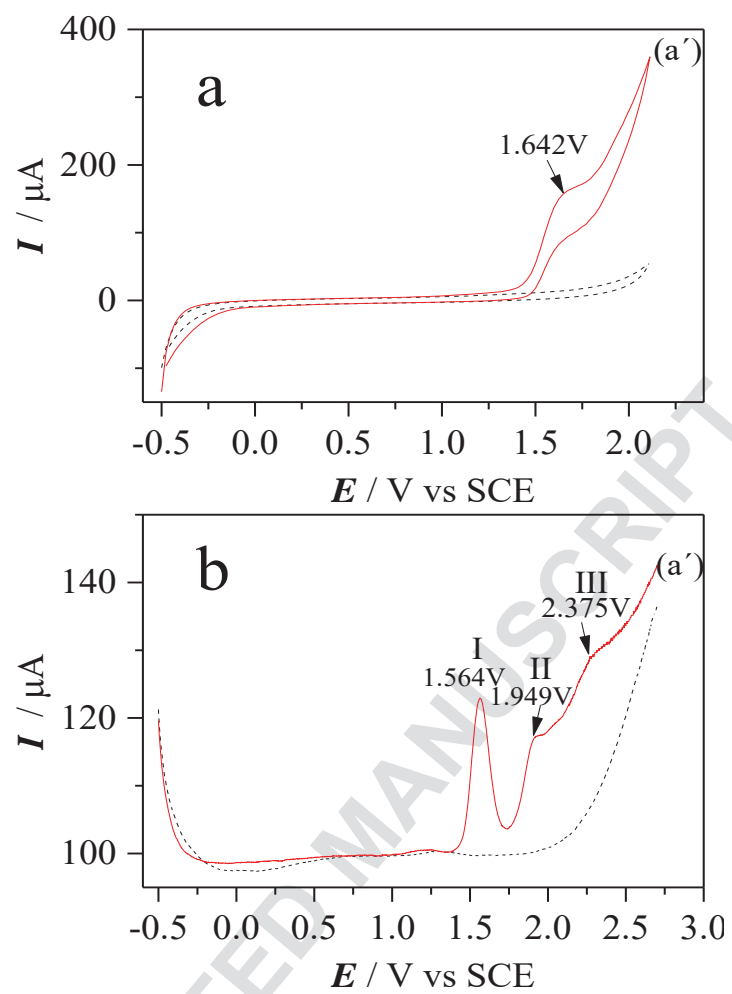 400
200
0
I / μA
a
(a´)
1.642V
-0.5 0.0 0.5 1.0 1.5 2.0
E / V vs SCE
140
120
100
I / μA
b
(a´)
III
2.375V
I
1.564V
II
1.949V
-0.5 0.0 0.5 1.0 1.5 2.0 2.5 3.0
E / V vs SCE
TED MANUSCRIPT